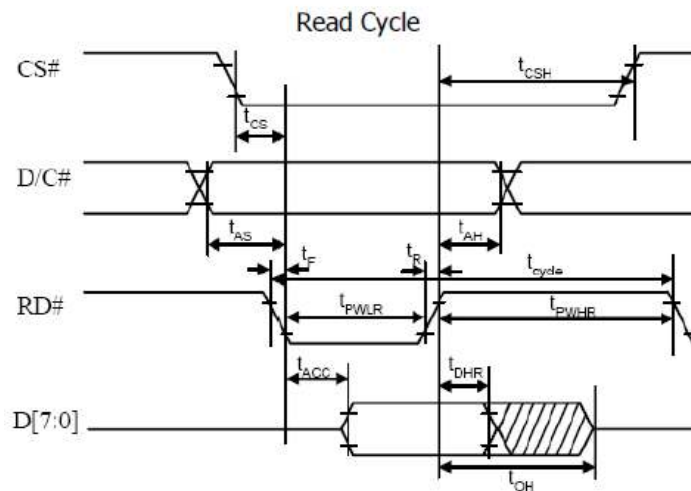 Read Cycle
CS#
tCSH
tCS
D/C#
tAS
tF
tR
tAH
tcycle
RD#
tPWLR
tPWHR
tACC
tDHR
D[7:0]
tOH